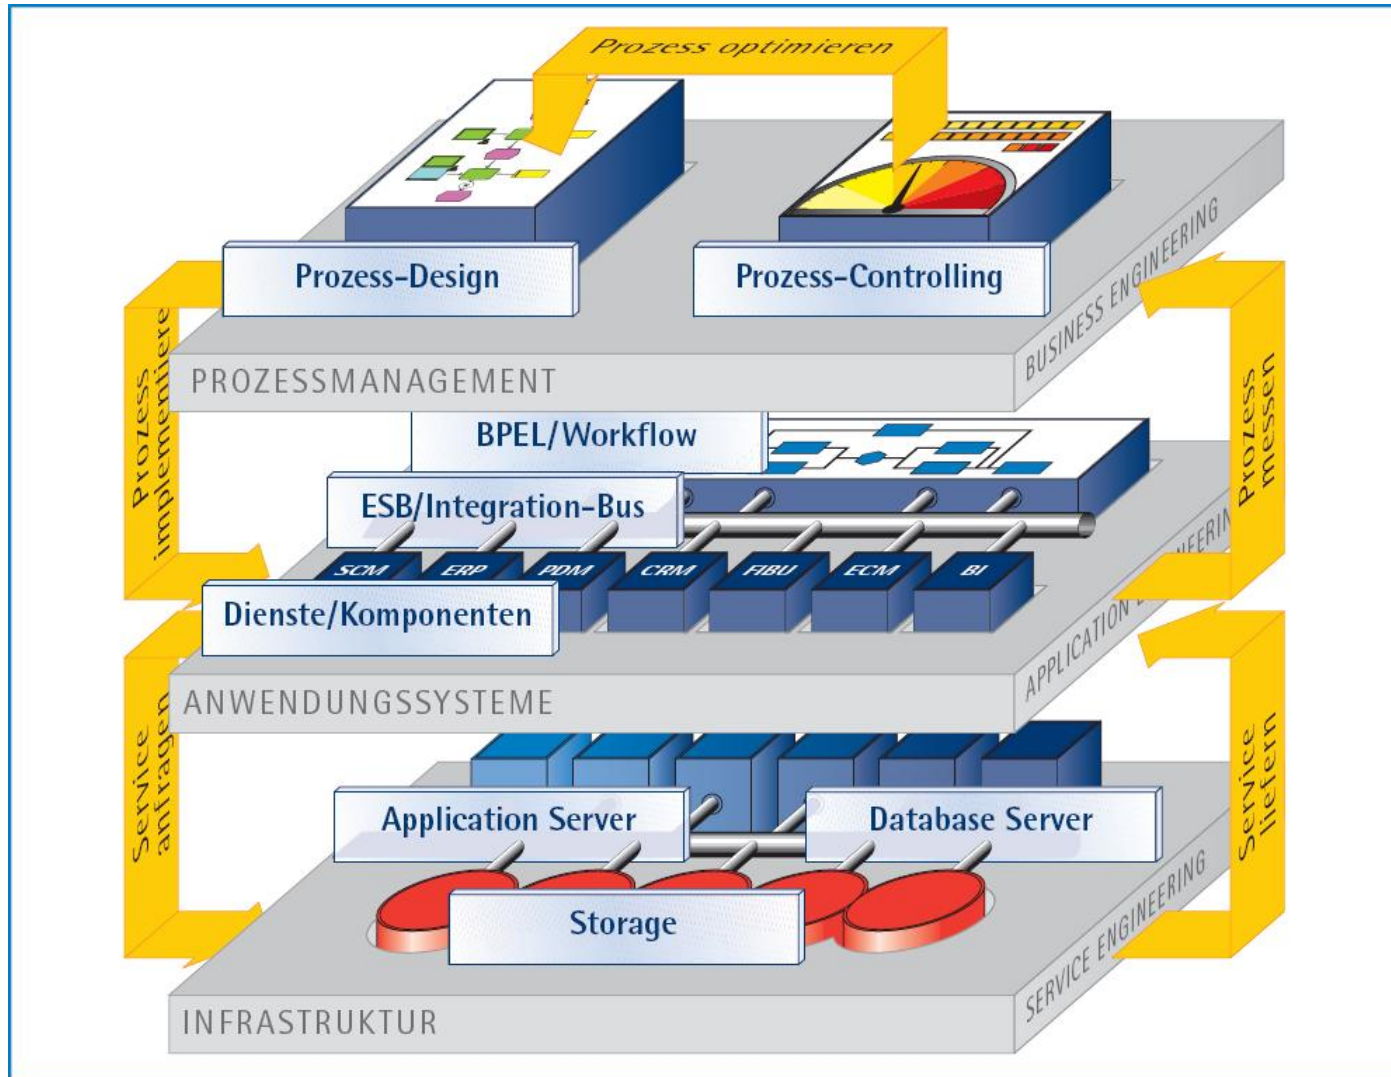 Prozess optimieren
Prozess-Design
Prozess-Controlling
PROZESSMANAGEMENT
BUSINESS ENGINEERING
Prozess
implementiere
Prozess
messen
BPEL/Workflow
ESB/Integration-Bus
SCM
ERP
PDM
CRM
FIBU
ECM
BI
Dienste/Komponenten
ANWENDUNGSSYSTEME
APPLICATION ENGINEERING
Service
anfragen
Service
liefern
Application Server
Database Server
Storage
INFRASTRUKTUR
SERVICE ENGINEERING